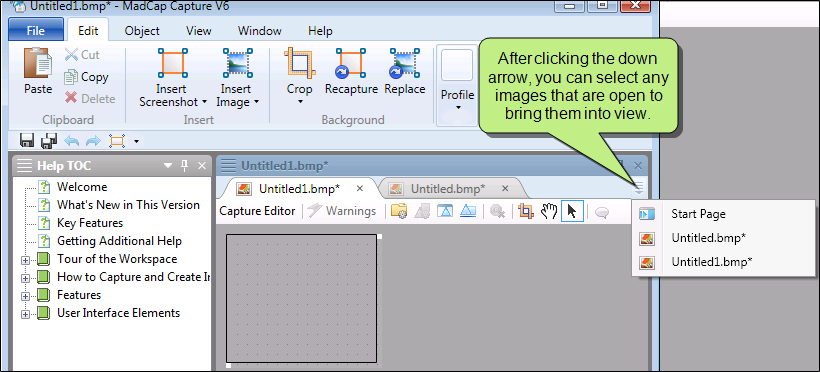 Untitled1.bmp* - MadCap Capture V6
File Edit Object View Window Help
Paste
Cut
Copy
Delete
Clipboard
Insert Screenshot
Insert Image
Insert
Crop
Recapture
Replace
Background
Profile
After clicking the down
arrow, you can select any
images that are open to
bring them into view.
Help TOC
Welcome
What's New in This Version
Key Features
Getting Additional Help
Tour of the Workspace
How to Capture and Create Ir
Features
User Interface Elements
Untitled1.bmp*
Untitled1.bmp* Untitled.bmp*
Capture Editor Warnings
Start Page
Untitled.bmp*
Untitled1.bmp*